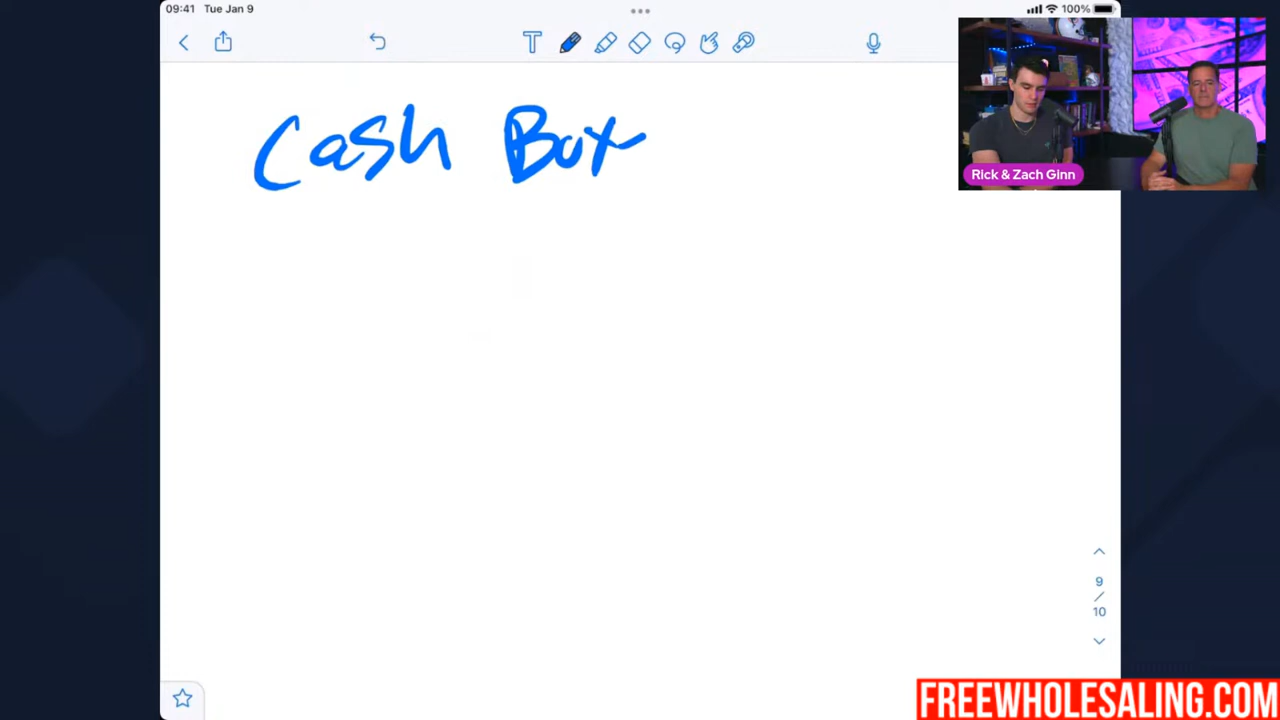 09:41 Tue Jan 9
100%
T
Cash Box
Rick & Zach Ginn
9
/
10
FREEWHOLESALING.COM